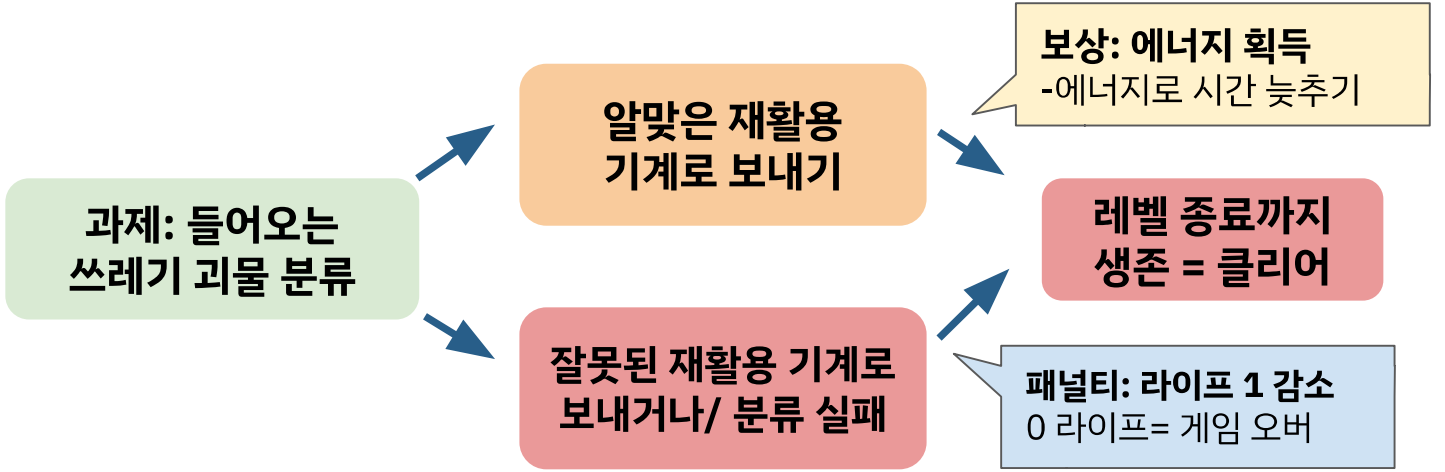 과제: 들어오는
쓰레기 괴물 분류
알맞은 재활용
기계로 보내기
보상: 에너지 획득
-에너지로 시간 늦추기
잘못된 재활용 기계로
보내거나/ 분류 실패
패널티: 라이프 1 감소
0 라이프= 게임 오버
레벨 종료까지
생존 = 클리어